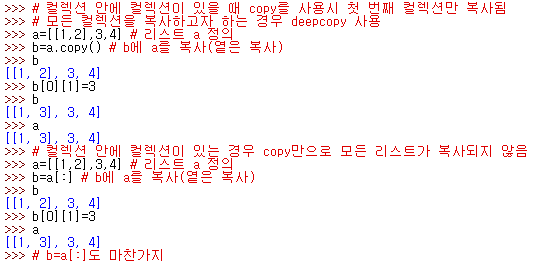 >>> # 컬렉션 안에 컬렉션이 있을 때 copy를 사용시 첫 번째 컬렉션만 복사됨
>>> # 모든 컬렉션을 복사하고자 하는 경우 deepcopy 사용
>>> a=[[1,2],3,4] # 리스트 a 정의
>>> b=a.copy() # b에 a를 복사(옅은 복사)
>>> b
[[1, 2], 3, 4]
>>> b[0][1]=3
>>> b
[[1, 3], 3, 4]
>>> a
[[1, 3], 3, 4]
>>> # 컬렉션 안에 컬렉션이 있는 경우 copy만으로 모든 리스트가 복사되지 않음
>>> a=[[1,2],3,4] # 리스트 a 정의
>>> b=a[:] # b에 a를 복사(옅은 복사)
>>> b
[[1, 2], 3, 4]
>>> b[0][1]=3
>>> a
[[1, 3], 3, 4]
>>> # b=a[:]도 마찬가지